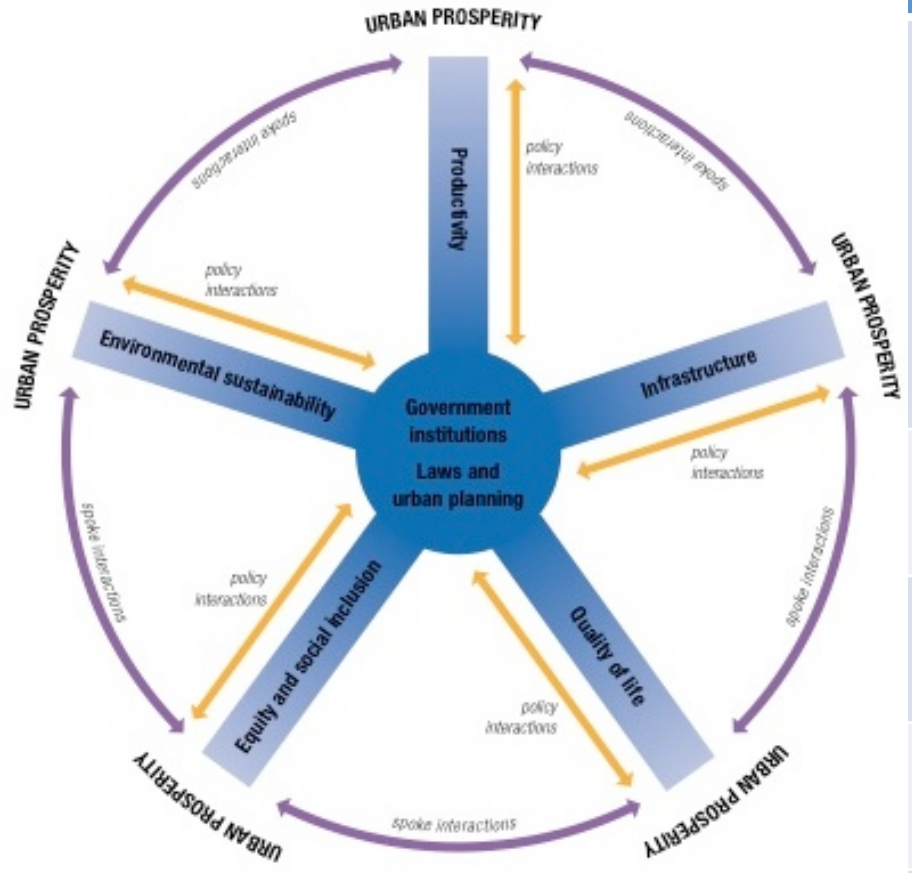 URBAN PROSPERITY
spoke interactions
spoke interactions
policy
interactions
Productivity
URBAN PROSPERITY
URBAN PROSPERITY
policy
interactions
Environmental sustainability
Infrastructure
Government
institutions
Laws and
urban planning
policy
interactions
spoke interactions
spoke interactions
policy
interactions
Equity and social inclusion
Quality of life
policy
interactions
URBAN PROSPERITY
URBAN PROSPERITY
spoke interactions